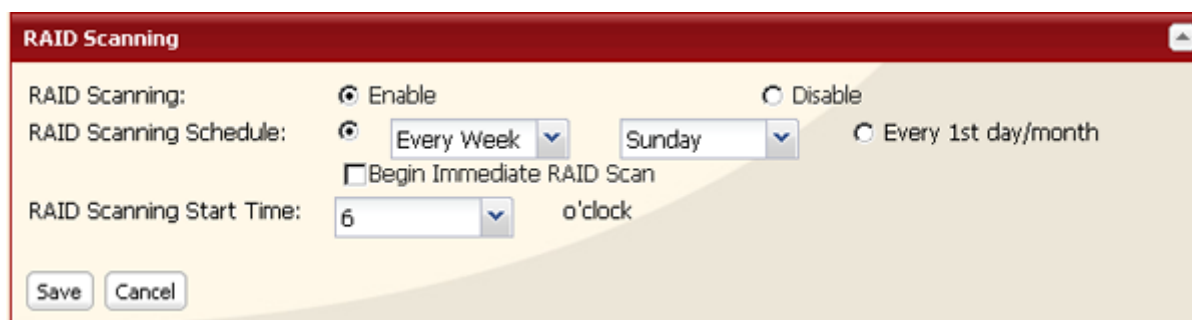 RAID Scanning
RAID Scanning: Enable Disable
RAID Scanning Schedule: Every Week Sunday Every 1st day/month
Begin Immediate RAID Scan
RAID Scanning Start Time: 6 o'clock
Save Cancel